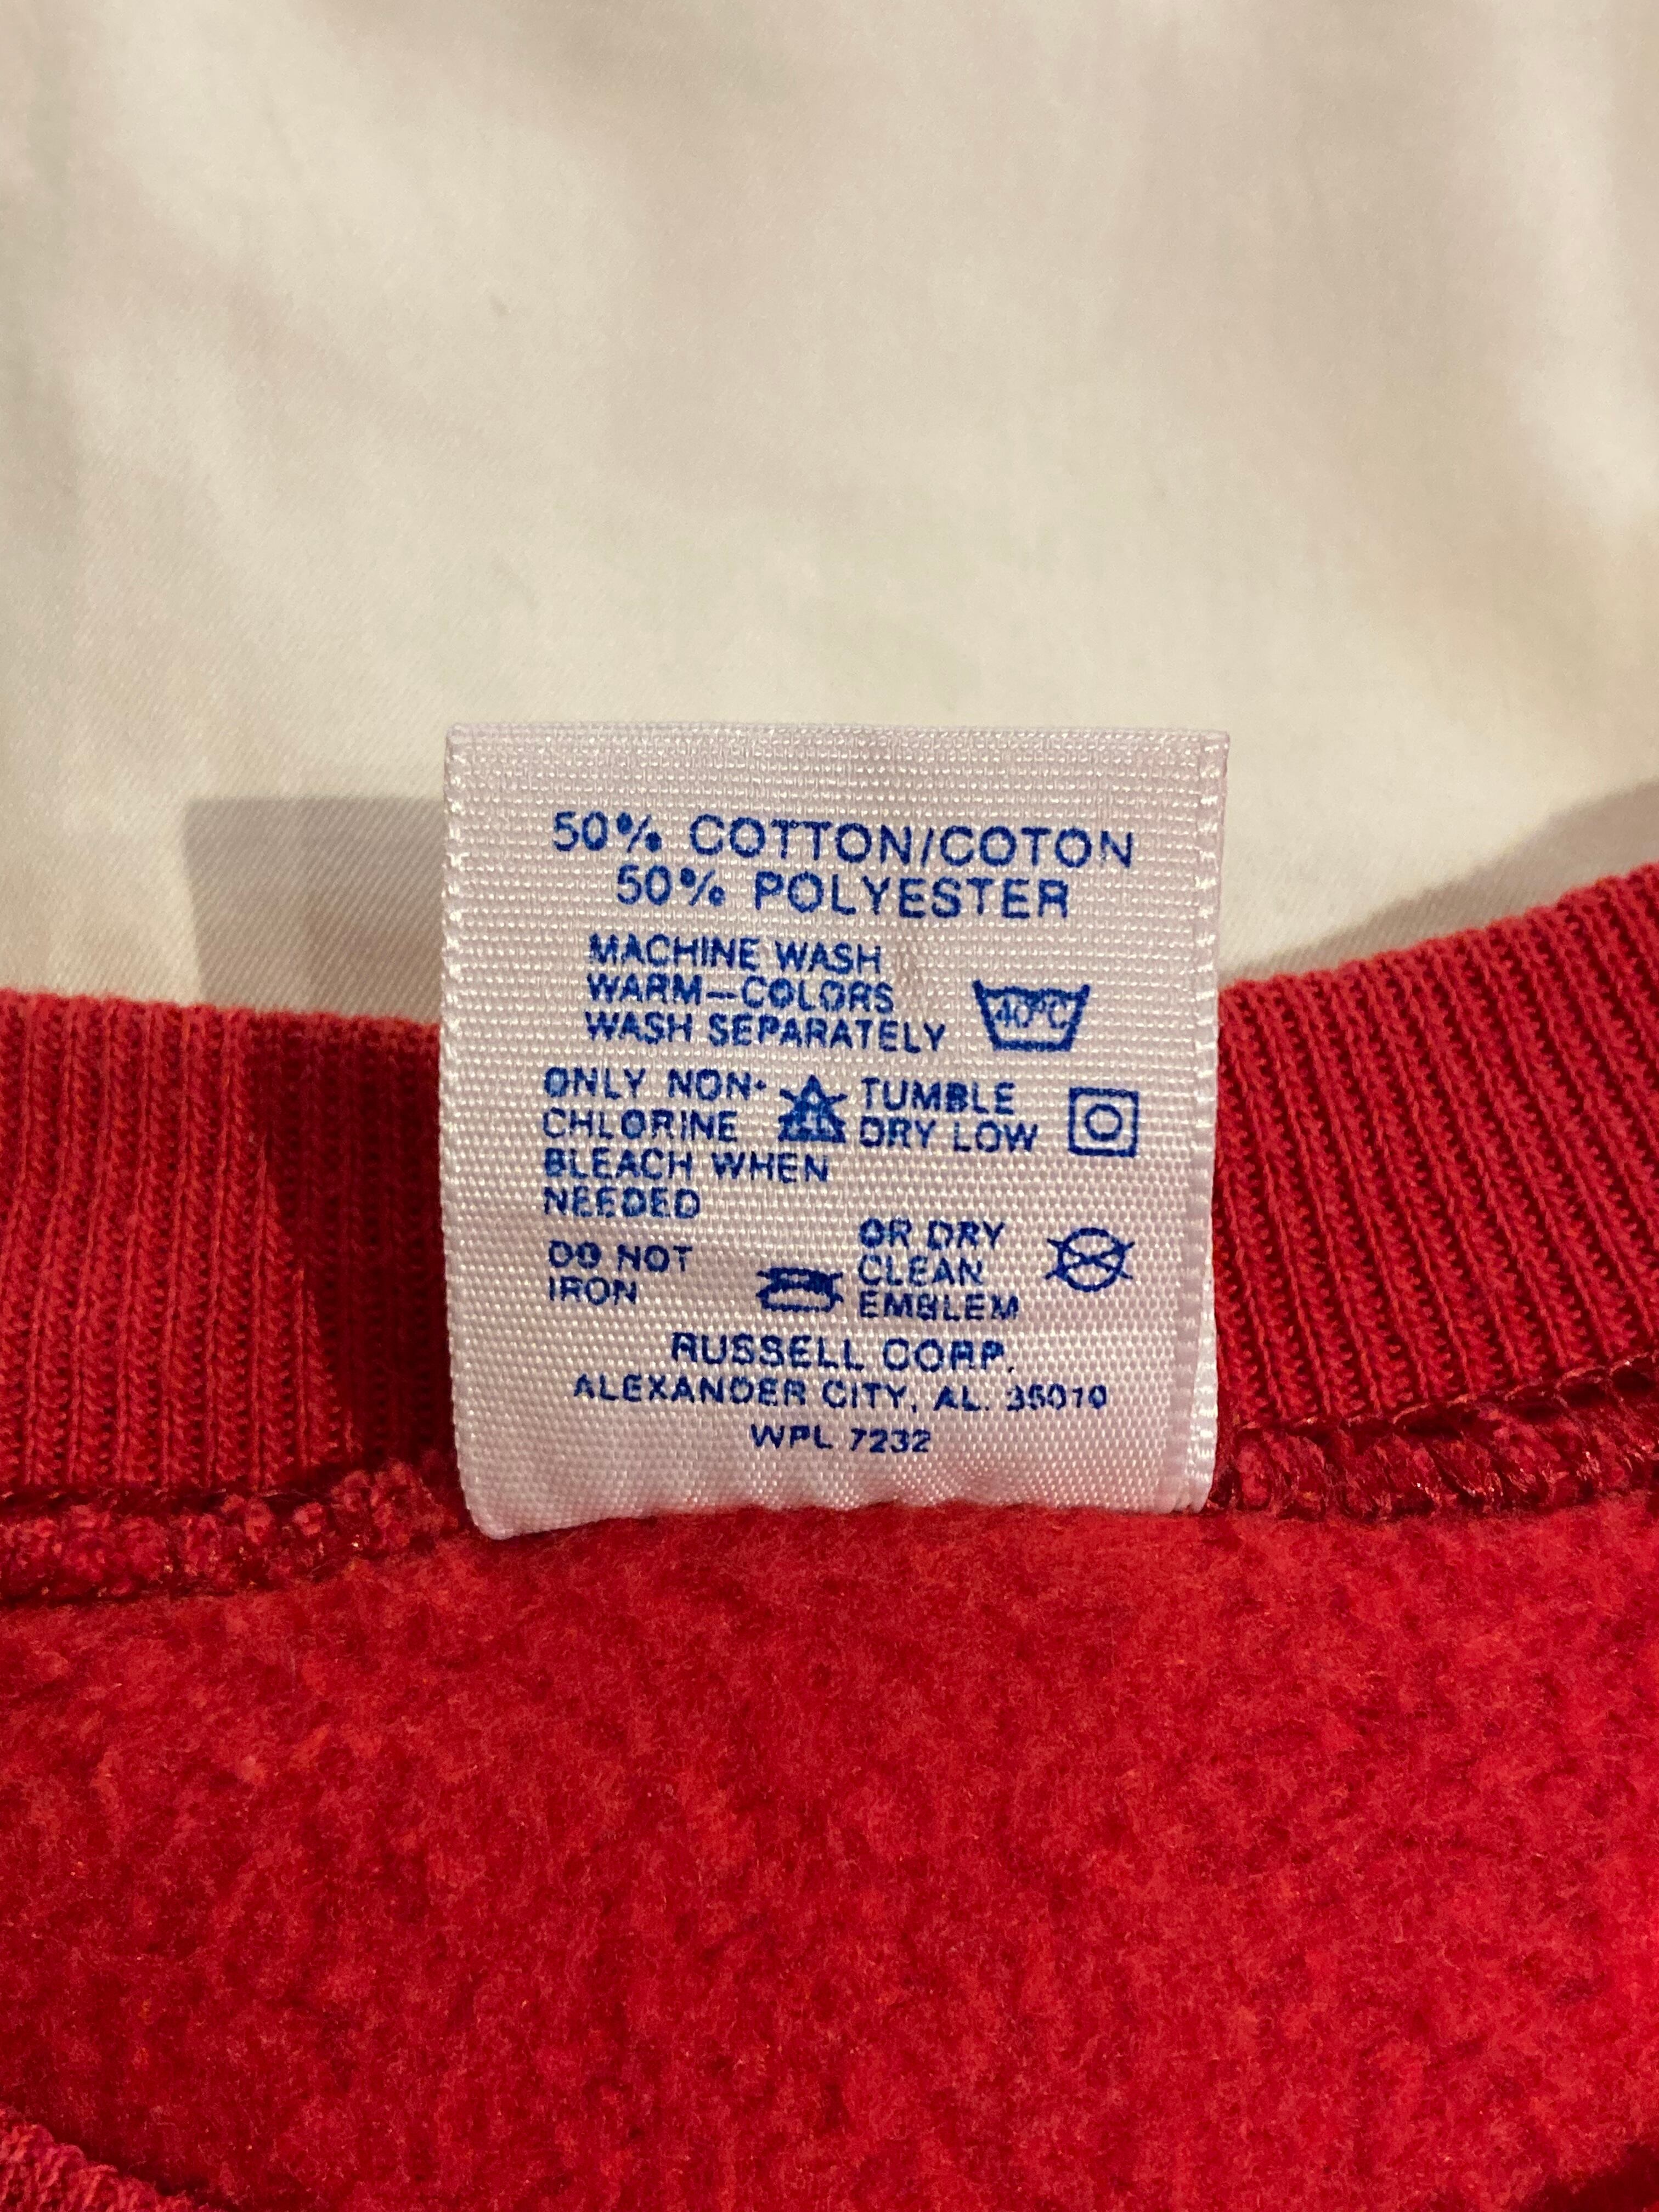 50% COTTON/COTON
50% POLYESTER
MACHINE WASH
WARM–COLORS
WASH SEPARATELY
40°C
ONLY NON-
CHLORINE
BLEACH WHEN
NEEDED
TUMBLE
DRY LOW
DO NOT
IRON
OR DRY
CLEAN
EMBLEM
RUSSELL CORP.
ALEXANDER CITY, AL. 35010
WPL 7232